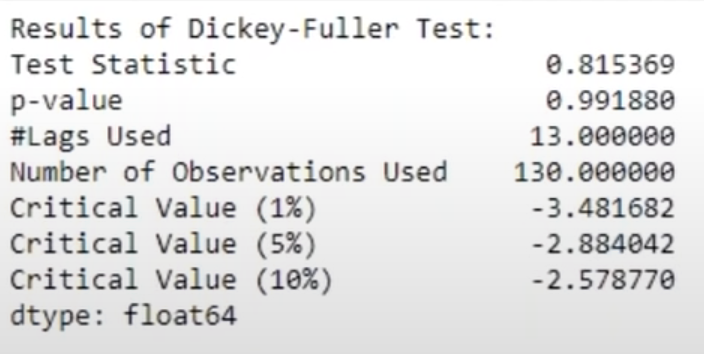 Results of Dickey-Fuller Test:
Test Statistic 0.815369
p-value 0.991880
#Lags Used 13.000000
Number of Observations Used 130.000000
Critical Value (1%) -3.481682
Critical Value (5%) -2.884042
Critical Value (10%) -2.578770
dtype: float64